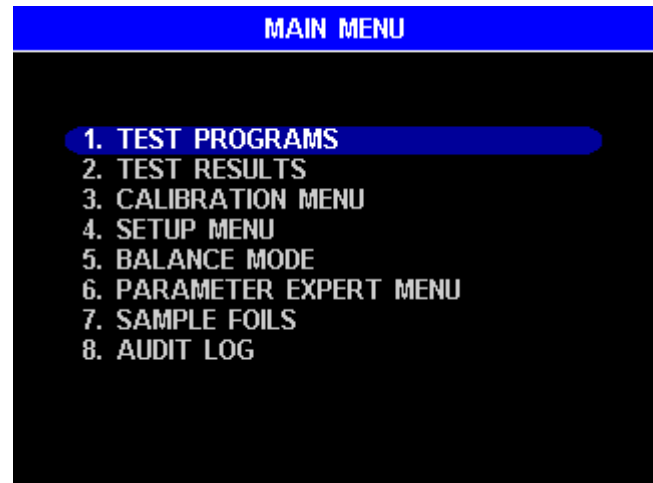 MAIN MENU
1. TEST PROGRAMS
2. TEST RESULTS
3. CALIBRATION MENU
4. SETUP MENU
5. BALANCE MODE
6. PARAMETER EXPERT MENU
7. SAMPLE FOILS
8. AUDIT LOG